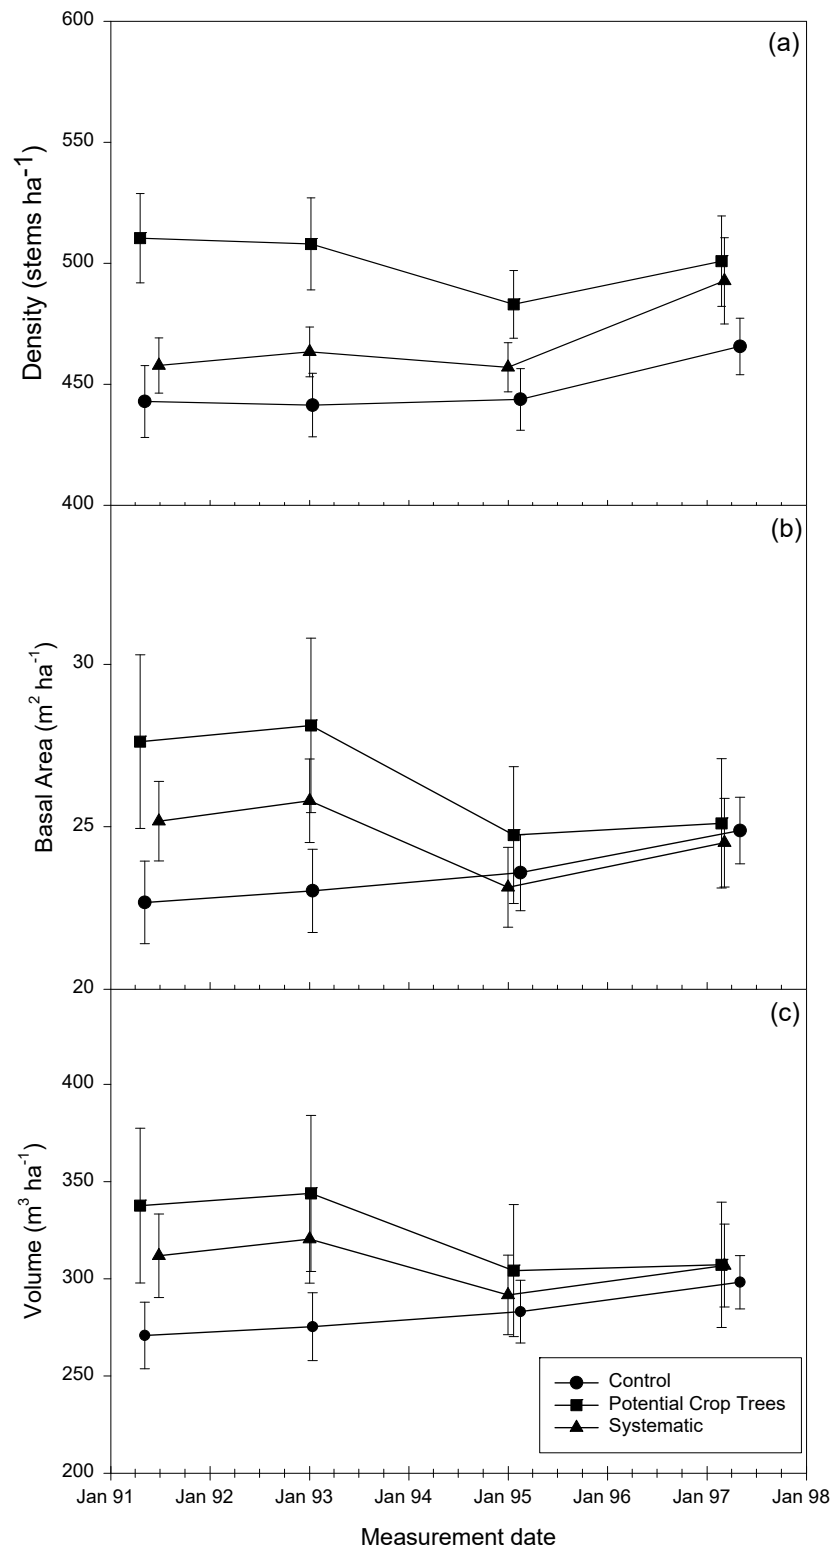 600
(a)
550
500
450
400
Density (stems ha⁻¹)
(b)
30
25
20
Basal Area (m² ha⁻¹)
(c)
400
350
300
250
200
Volume (m³ ha⁻¹)
Control
Potential Crop Trees
Systematic
Jan 91 Jan 92 Jan 93 Jan 94 Jan 95 Jan 96 Jan 97 Jan 98
Measurement date